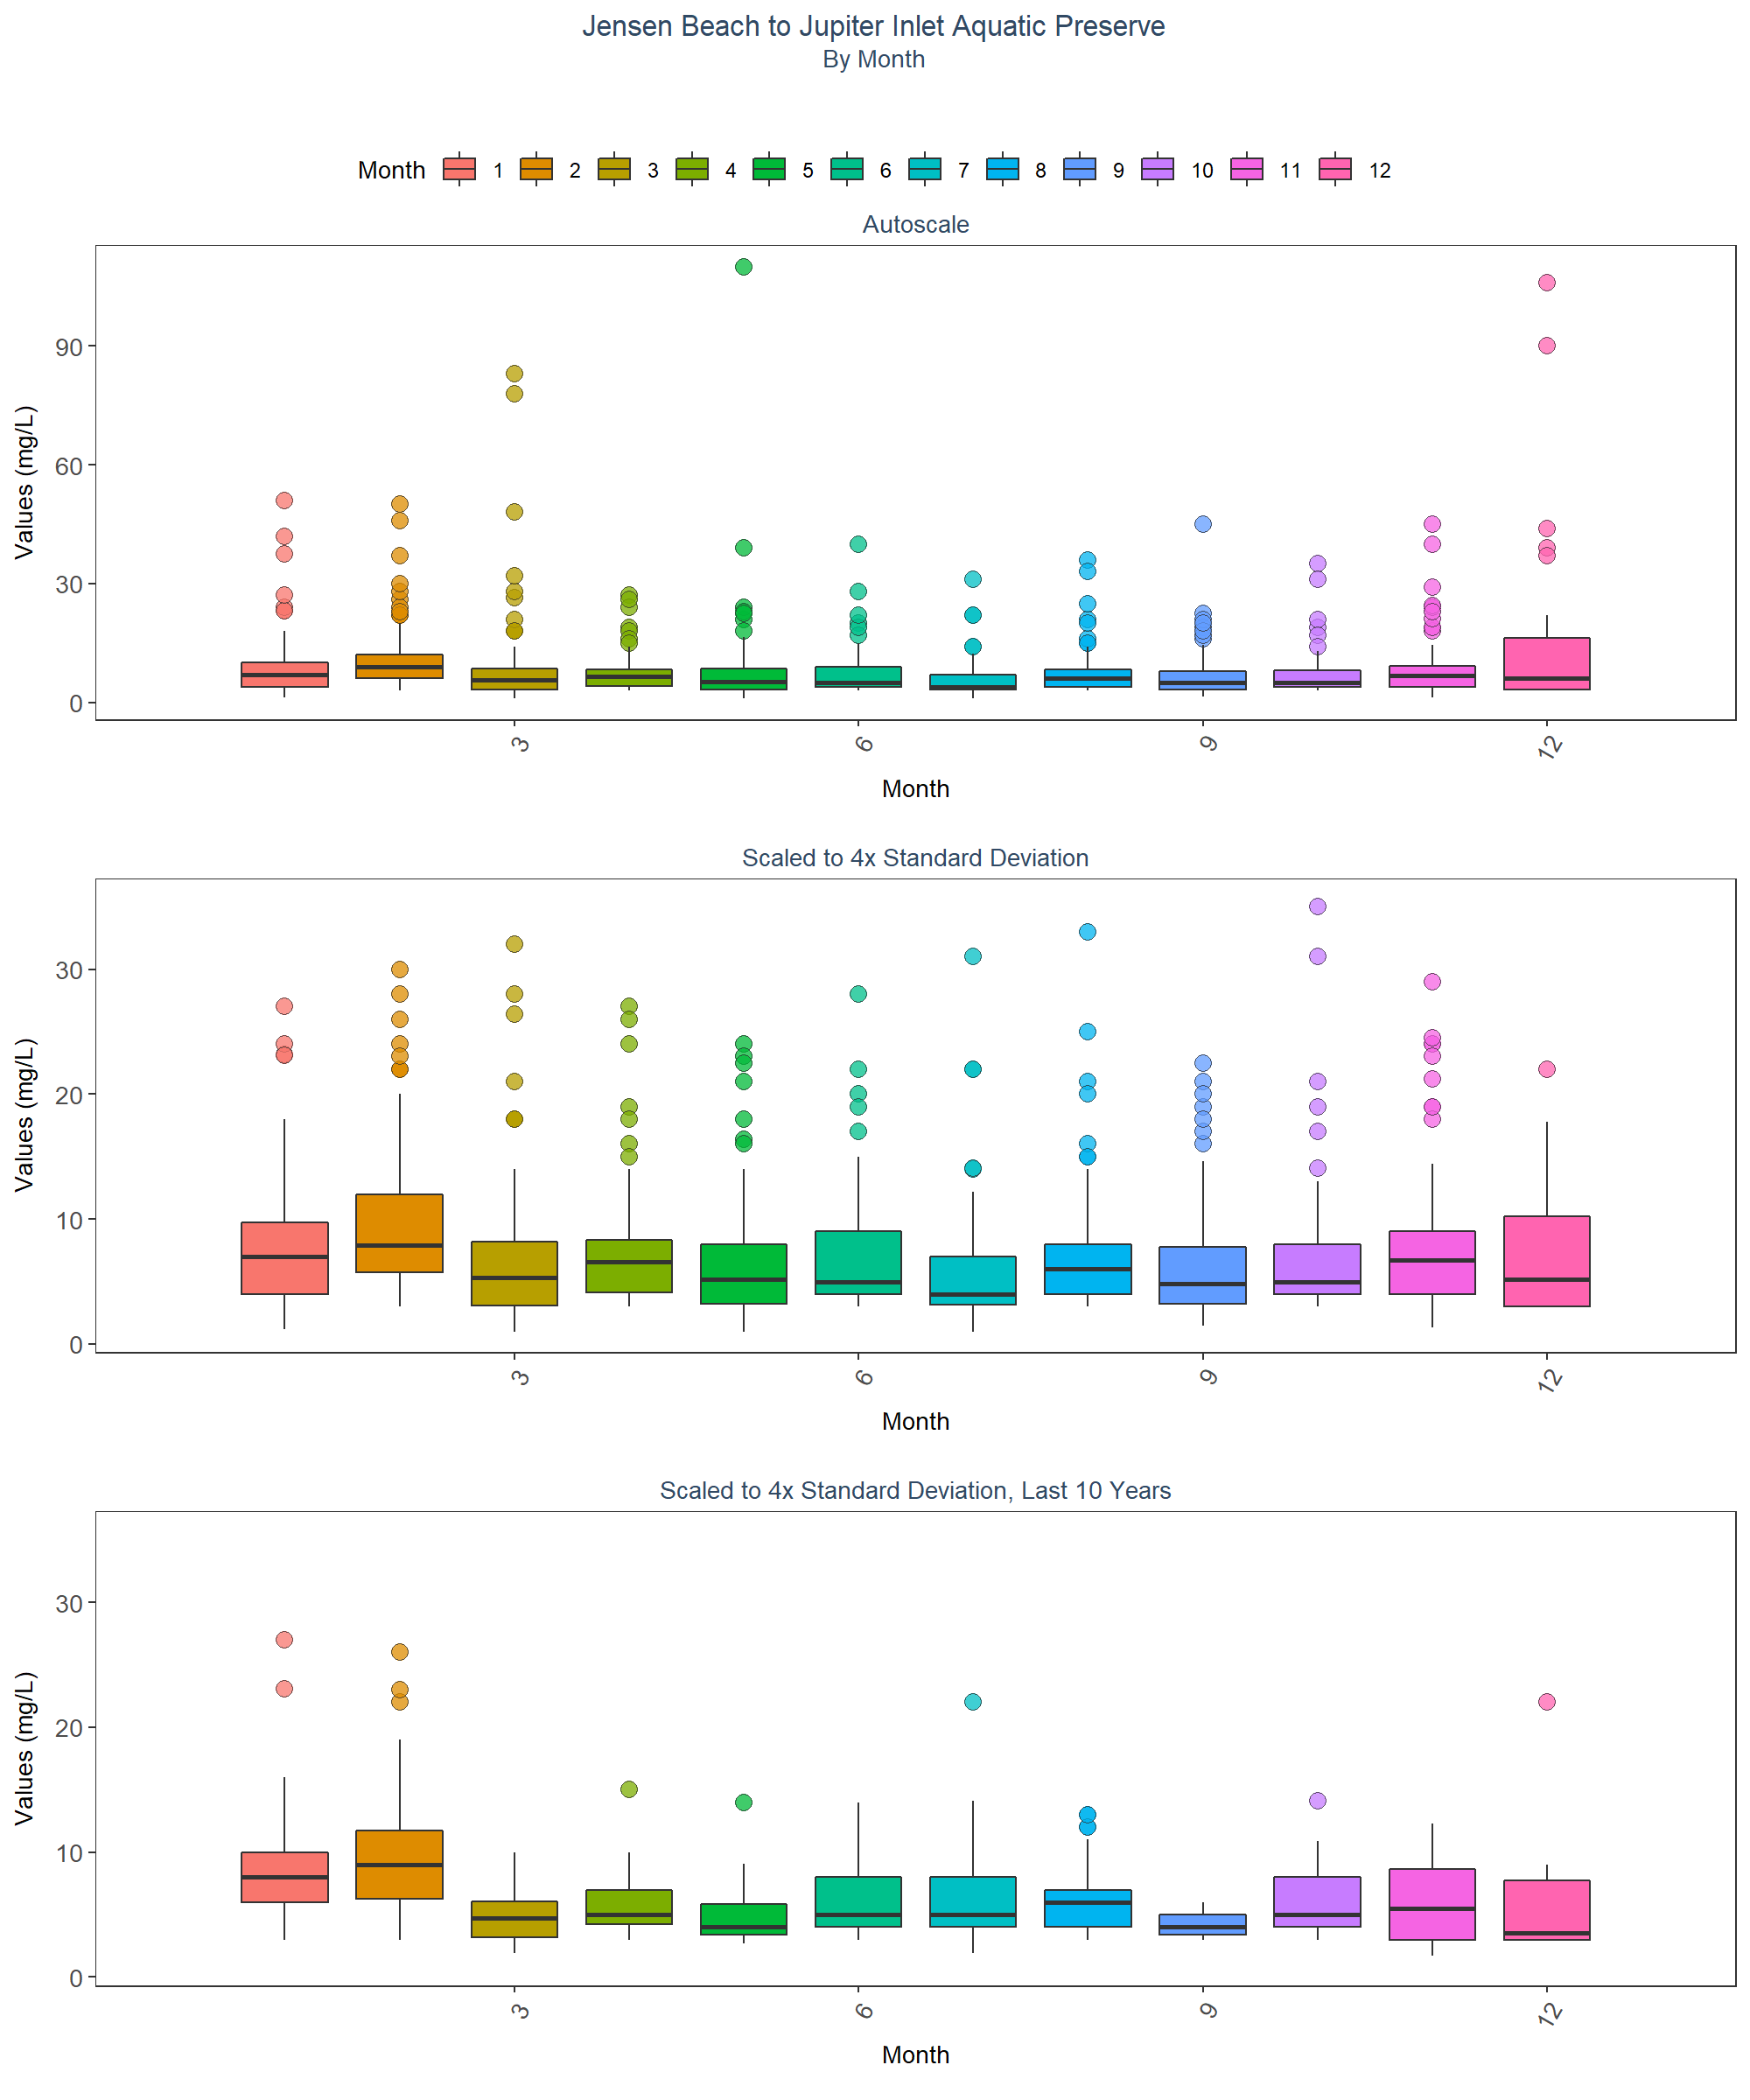 Jensen Beach to Jupiter Inlet Aquatic Preserve
By Month
Month 1 2 3 4 5 6 7 8 9 10 11 12
Autoscale
Values (mg/L)
90
60
30
0
3 6 9 12
Month
Scaled to 4x Standard Deviation
Values (mg/L)
30
20
10
0
3 6 9 12
Month
Scaled to 4x Standard Deviation, Last 10 Years
Values (mg/L)
30
20
10
0
3 6 9 12
Month